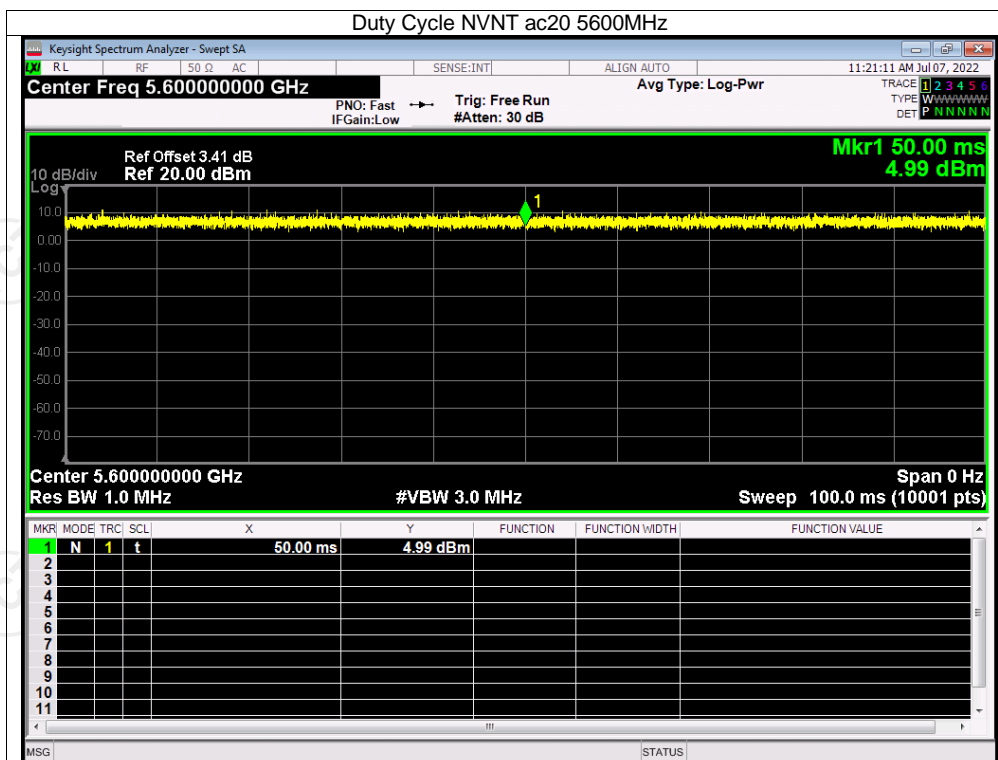 Duty Cycle NVNT ac20 5600MHz
Keysight Spectrum Analyzer - Swept SA
LXI RL RF 50 Ω AC SENSE:INT ALIGN AUTO 11:21:11 AM Jul 07, 2022
Center Freq 5.600000000 GHz Avg Type: Log-Pwr TRACE 1 2 3 4 5 6
PNO: Fast Trig: Free Run TYPE WWWWWW
IFGain:Low #Atten: 30 dB DET P N N N N N
Mkr1 50.00 ms
4.99 dBm
Ref Offset 3.41 dB
10 dB/div Ref 20.00 dBm
Log
1
10.0
0.00
-10.0
-20.0
-30.0
-40.0
-50.0
-60.0
-70.0
Center 5.600000000 GHz Span 0 Hz
Res BW 1.0 MHz #VBW 3.0 MHz Sweep 100.0 ms (10001 pts)
MKR MODE TRC SCL X Y FUNCTION FUNCTION WIDTH FUNCTION VALUE
1 N 1 t 50.00 ms 4.99 dBm
2
3
4
5
6
7
8
9
10
11
MSG STATUS